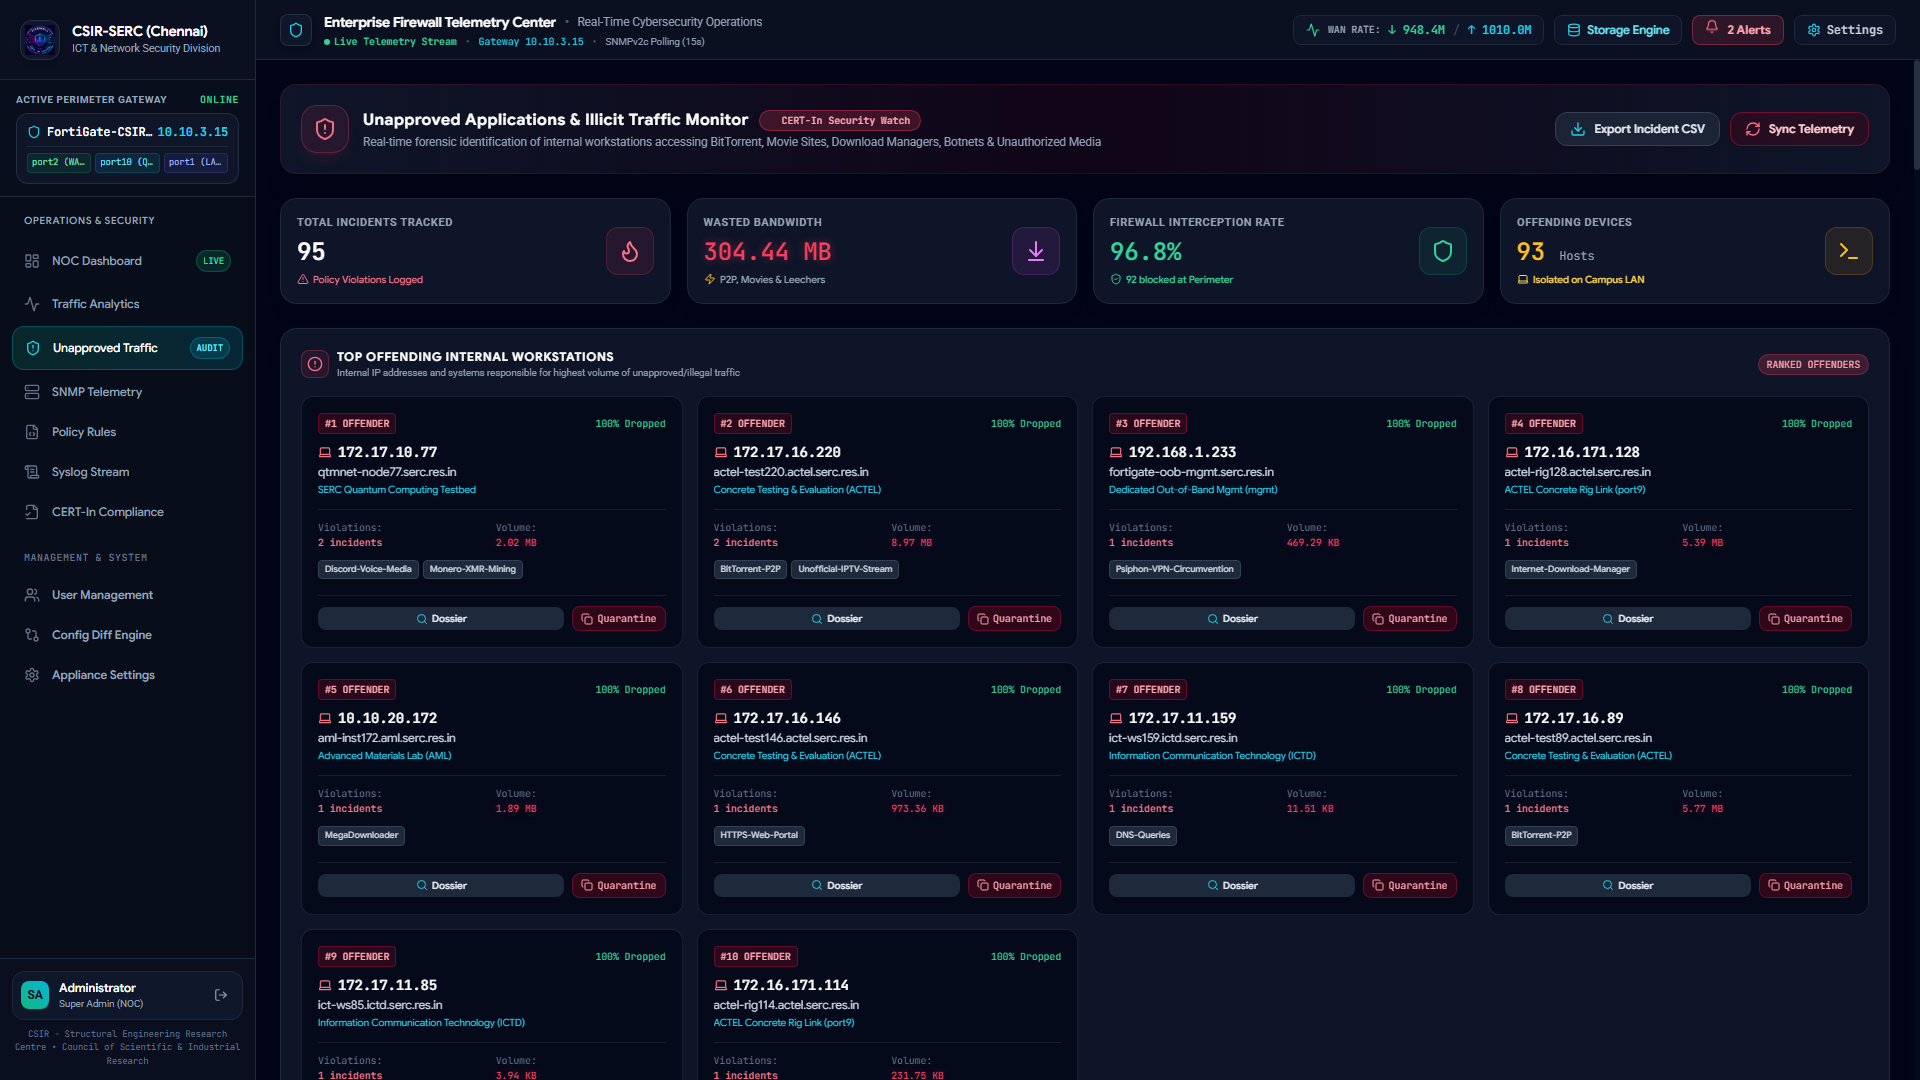 CSIR-SERC (Chennai)
ICT & Network Security Division
ACTIVE PERIMETER GATEWAY ONLINE
FortiGate-CSIR… 10.10.3.15
port2 (WA… port10 (Q… port1 (LA…
OPERATIONS & SECURITY
NOC Dashboard LIVE
Traffic Analytics
Unapproved Traffic AUDIT
SNMP Telemetry
Policy Rules
Syslog Stream
CERT-In Compliance
MANAGEMENT & SYSTEM
User Management
Config Diff Engine
Appliance Settings
SA Administrator
Super Admin (NOC)
CSIR - Structural Engineering Research
Centre • Council of Scientific & Industrial
Research
Enterprise Firewall Telemetry Center • Real-Time Cybersecurity Operations
Live Telemetry Stream • Gateway 10.10.3.15 • SNMPv2c Polling (15s)
WAN RATE: ↓ 948.4M / ↑ 1010.0M
Storage Engine
2 Alerts
Settings
Unapproved Applications & Illicit Traffic Monitor CERT-In Security Watch
Real-time forensic identification of internal workstations accessing BitTorrent, Movie Sites, Download Managers, Botnets & Unauthorized Media
Export Incident CSV
Sync Telemetry
TOTAL INCIDENTS TRACKED
95
Policy Violations Logged
WASTED BANDWIDTH
304.44 MB
P2P, Movies & Leechers
FIREWALL INTERCEPTION RATE
96.8%
92 blocked at Perimeter
OFFENDING DEVICES
93 Hosts
Isolated on Campus LAN
TOP OFFENDING INTERNAL WORKSTATIONS
Internal IP addresses and systems responsible for highest volume of unapproved/illegal traffic
RANKED OFFENDERS
#1 OFFENDER 100% Dropped
172.17.10.77
qtmnet-node77.serc.res.in
SERC Quantum Computing Testbed
Violations: Volume:
2 incidents 2.02 MB
Discord-Voice-Media Monero-XMR-Mining
Dossier Quarantine
#2 OFFENDER 100% Dropped
172.17.16.220
actel-test220.actel.serc.res.in
Concrete Testing & Evaluation (ACTEL)
Violations: Volume:
2 incidents 8.97 MB
BitTorrent-P2P Unofficial-IPTV-Stream
Dossier Quarantine
#3 OFFENDER 100% Dropped
192.168.1.233
fortigate-oob-mgmt.serc.res.in
Dedicated Out-of-Band Mgmt (mgmt)
Violations: Volume:
1 incidents 469.29 KB
Psiphon-VPN-Circumvention
Dossier Quarantine
#4 OFFENDER 100% Dropped
172.16.171.128
actel-rig128.actel.serc.res.in
ACTEL Concrete Rig Link (port9)
Violations: Volume:
1 incidents 5.39 MB
Internet-Download-Manager
Dossier Quarantine
#5 OFFENDER 100% Dropped
10.10.20.172
aml-inst172.aml.serc.res.in
Advanced Materials Lab (AML)
Violations: Volume:
1 incidents 1.89 MB
MegaDownloader
Dossier Quarantine
#6 OFFENDER 100% Dropped
172.17.16.146
actel-test146.actel.serc.res.in
Concrete Testing & Evaluation (ACTEL)
Violations: Volume:
1 incidents 973.36 KB
HTTPS-Web-Portal
Dossier Quarantine
#7 OFFENDER 100% Dropped
172.17.11.159
ict-ws159.ictd.serc.res.in
Information Communication Technology (ICTD)
Violations: Volume:
1 incidents 11.51 KB
DNS-Queries
Dossier Quarantine
#8 OFFENDER 100% Dropped
172.17.16.89
actel-test89.actel.serc.res.in
Concrete Testing & Evaluation (ACTEL)
Violations: Volume:
1 incidents 5.77 MB
BitTorrent-P2P
Dossier Quarantine
#9 OFFENDER 100% Dropped
172.17.11.85
ict-ws85.ictd.serc.res.in
Information Communication Technology (ICTD)
Violations: Volume:
1 incidents 3.94 KB
#10 OFFENDER 100% Dropped
172.16.171.114
actel-rig114.actel.serc.res.in
ACTEL Concrete Rig Link (port9)
Violations: Volume:
1 incidents 231.75 KB